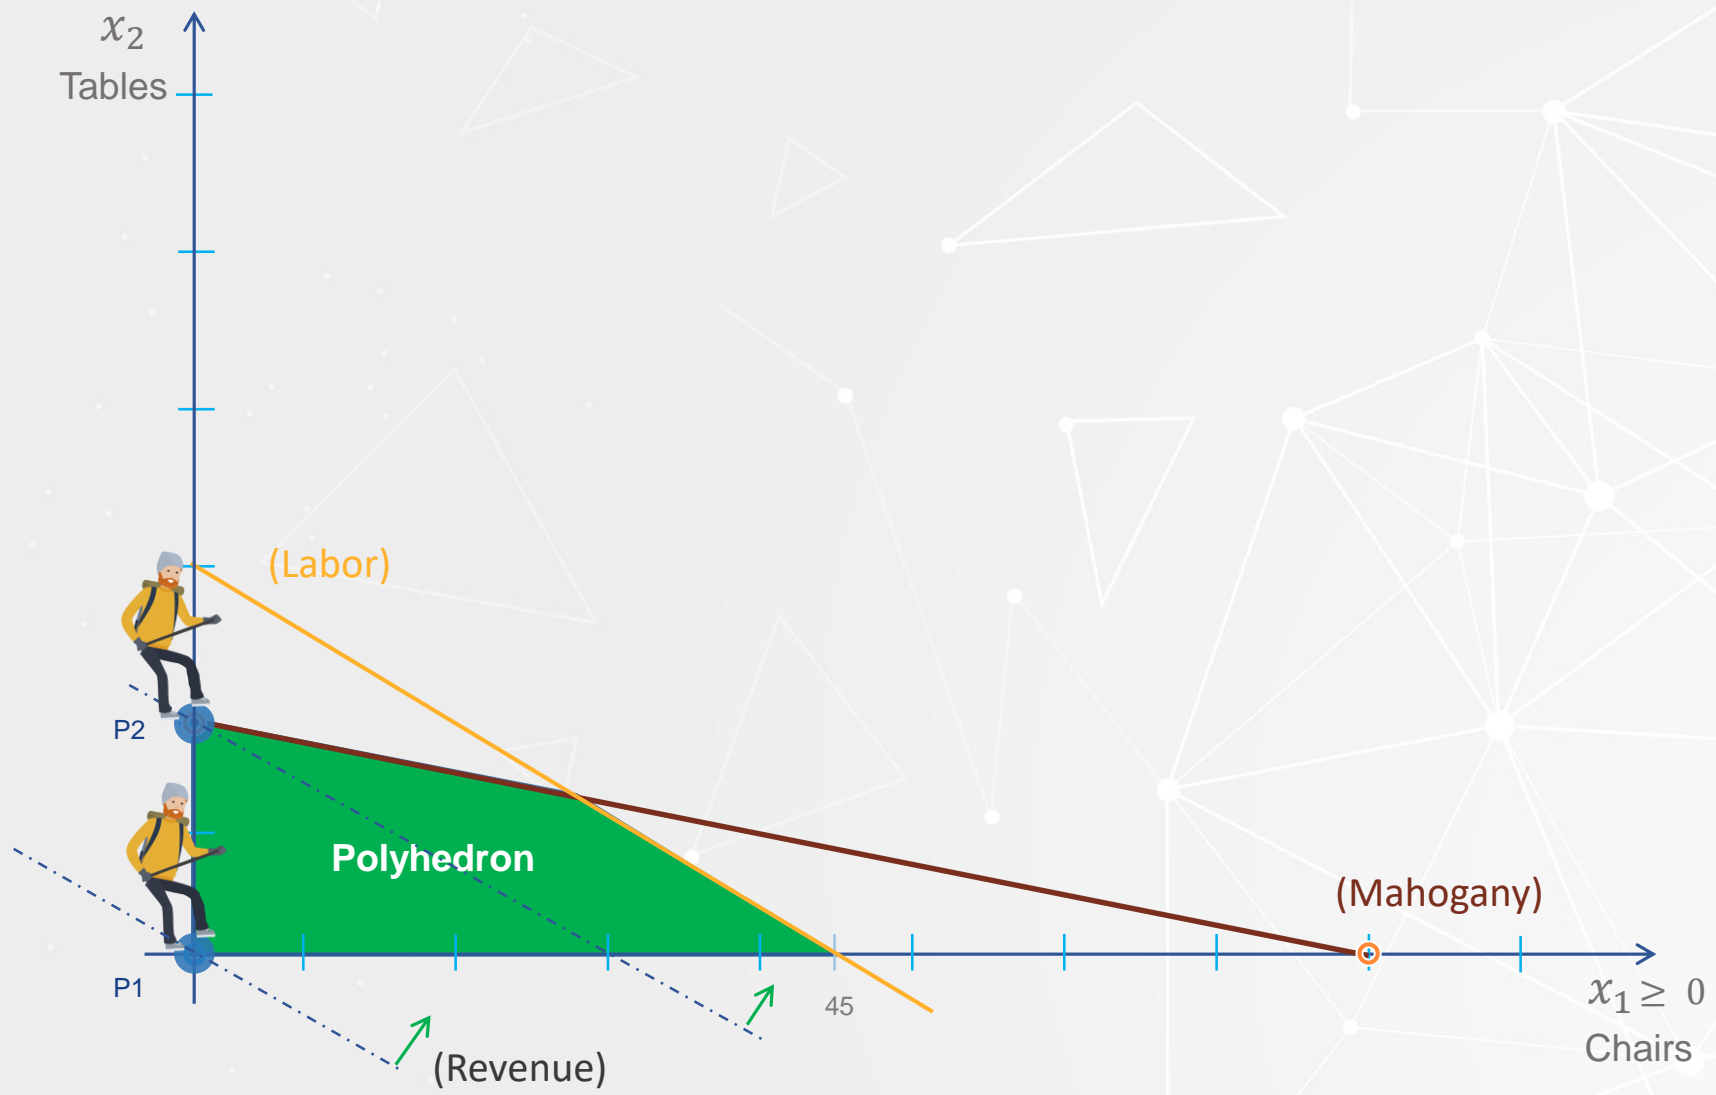 x₂
Tables
(Labor)
P2
Polyhedron
(Mahogany)
P1
45
x₁ ≥ 0
Chairs
(Revenue)